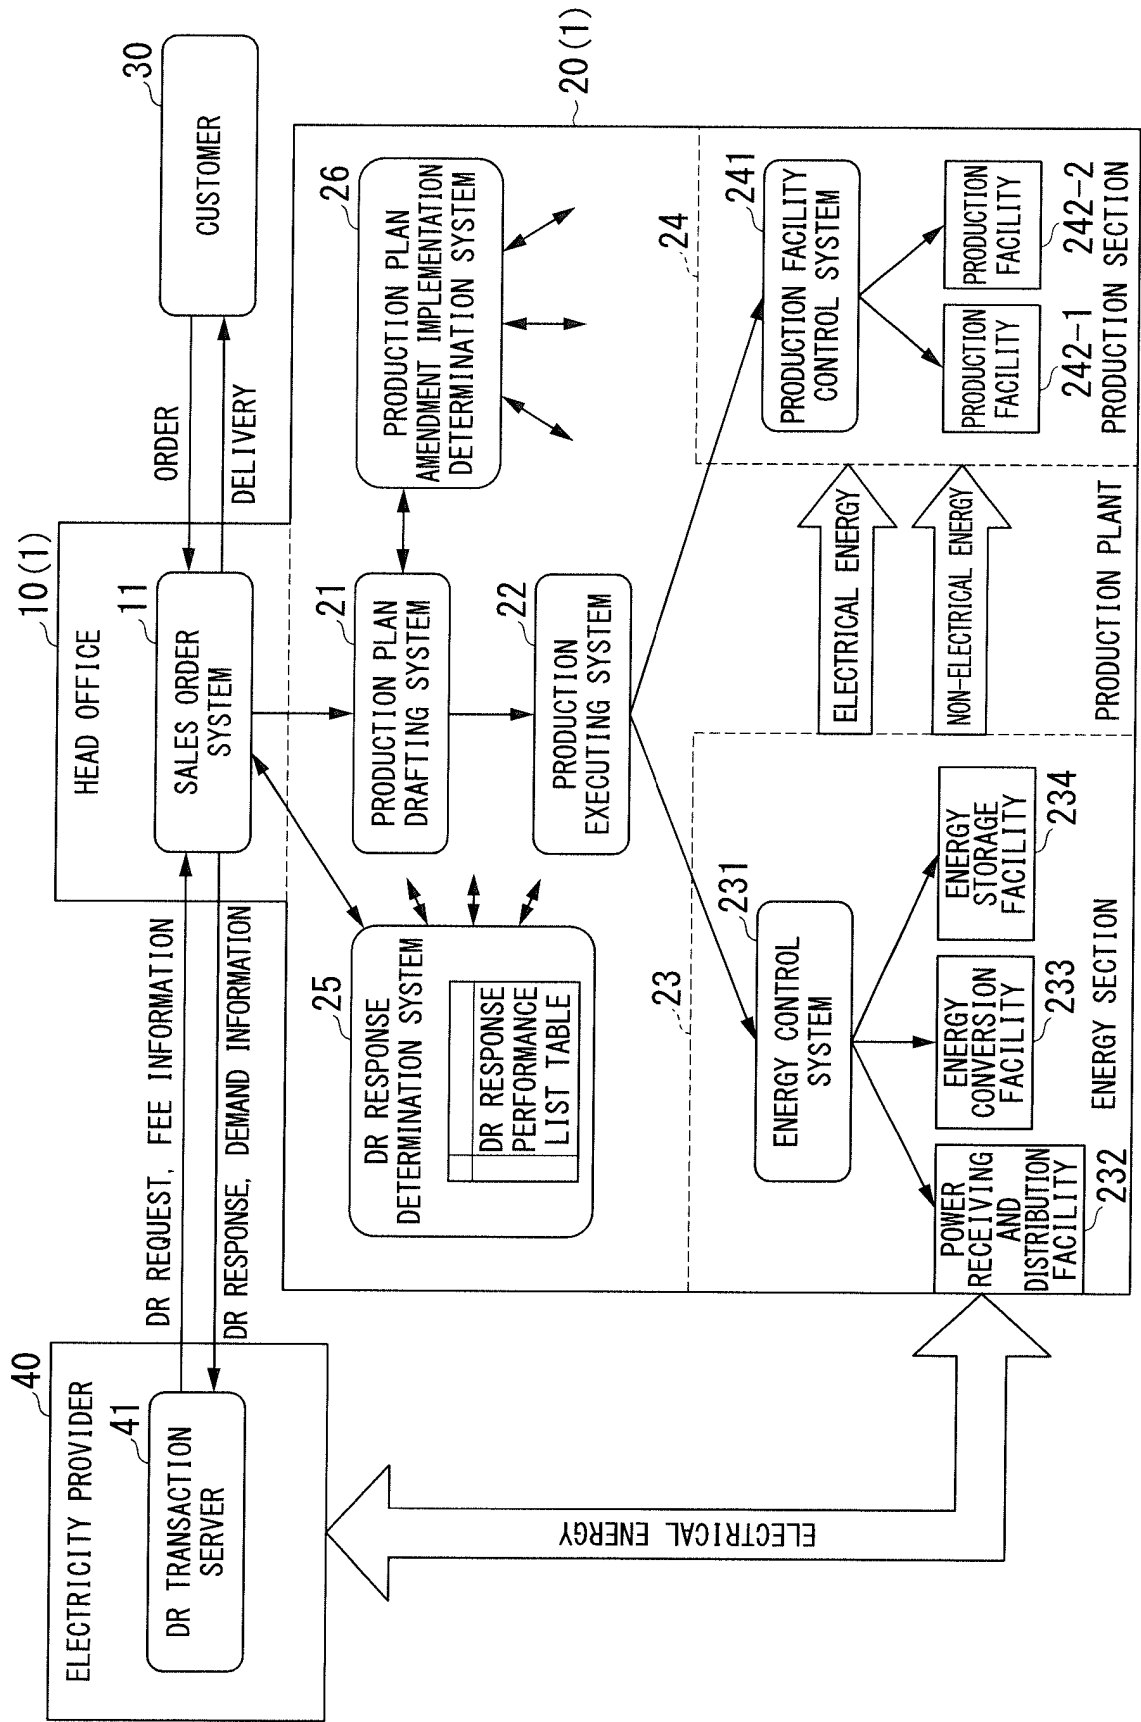 40
ELECTRICITY PROVIDER
41
DR TRANSACTION
SERVER
DR REQUEST, FEE INFORMATION
DR RESPONSE, DEMAND INFORMATION
10(1)
HEAD OFFICE
11
SALES ORDER
SYSTEM
ORDER
DELIVERY
30
CUSTOMER
20(1)
25
DR RESPONSE
DETERMINATION SYSTEM
DR RESPONSE
PERFORMANCE
LIST TABLE
21
PRODUCTION PLAN
DRAFTING SYSTEM
26
PRODUCTION PLAN
AMENDMENT IMPLEMENTATION
DETERMINATION SYSTEM
22
PRODUCTION
EXECUTING SYSTEM
23
231
ENERGY CONTROL
SYSTEM
POWER
RECEIVING
AND
DISTRIBUTION
FACILITY
232
ENERGY
CONVERSION
FACILITY
233
ENERGY
STORAGE
FACILITY
234
ENERGY SECTION
ELECTRICAL ENERGY
NON-ELECTRICAL ENERGY
PRODUCTION PLANT
24
241
PRODUCTION FACILITY
CONTROL SYSTEM
PRODUCTION
FACILITY
242-1
PRODUCTION
FACILITY
242-2
PRODUCTION SECTION
ELECTRICAL ENERGY